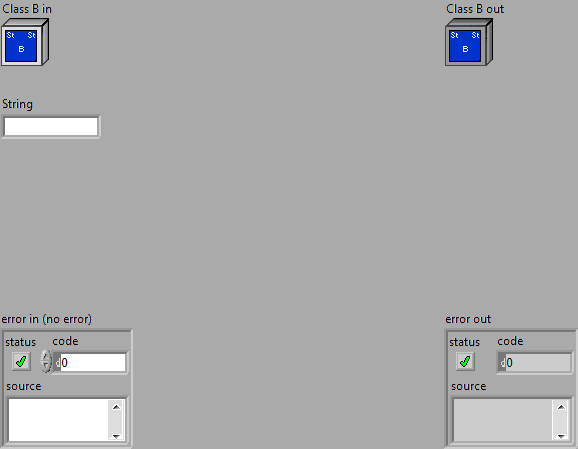 Class B in
Class B out
St St
B
St St
B
String
error in (no error)
error out
status code
d0
source
status code
d0
source